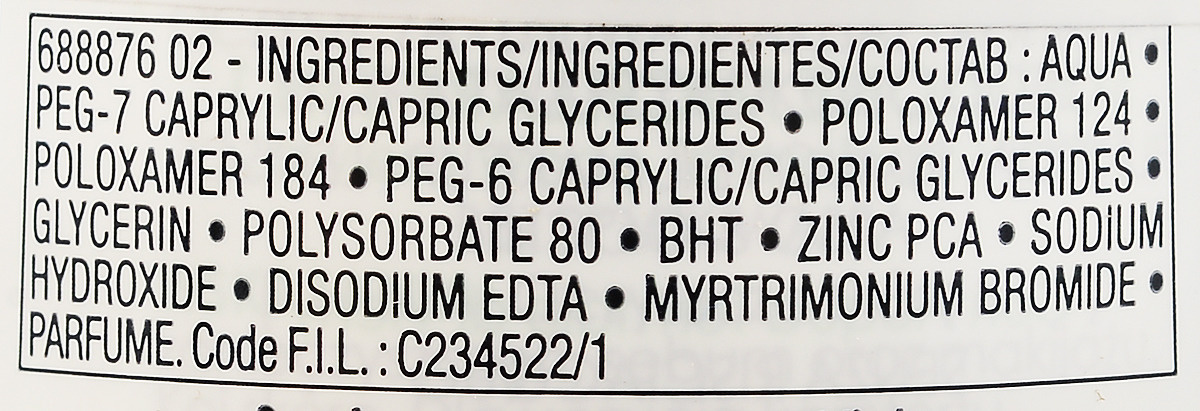 688876 02 - INGREDIENTS/INGREDIENTES/COCTAB : AQUA •
PEG-7 CAPRYLIC/CAPRIC GLYCERIDES • POLOXAMER 124 •
POLOXAMER 184 • PEG-6 CAPRYLIC/CAPRIC GLYCERIDES •
GLYCERIN • POLYSORBATE 80 • BHT • ZINC PCA • SODIUM
HYDROXIDE • DISODIUM EDTA • MYRTRIMONIUM BROMIDE •
PARFUME. Code F.I.L. : C234522/1